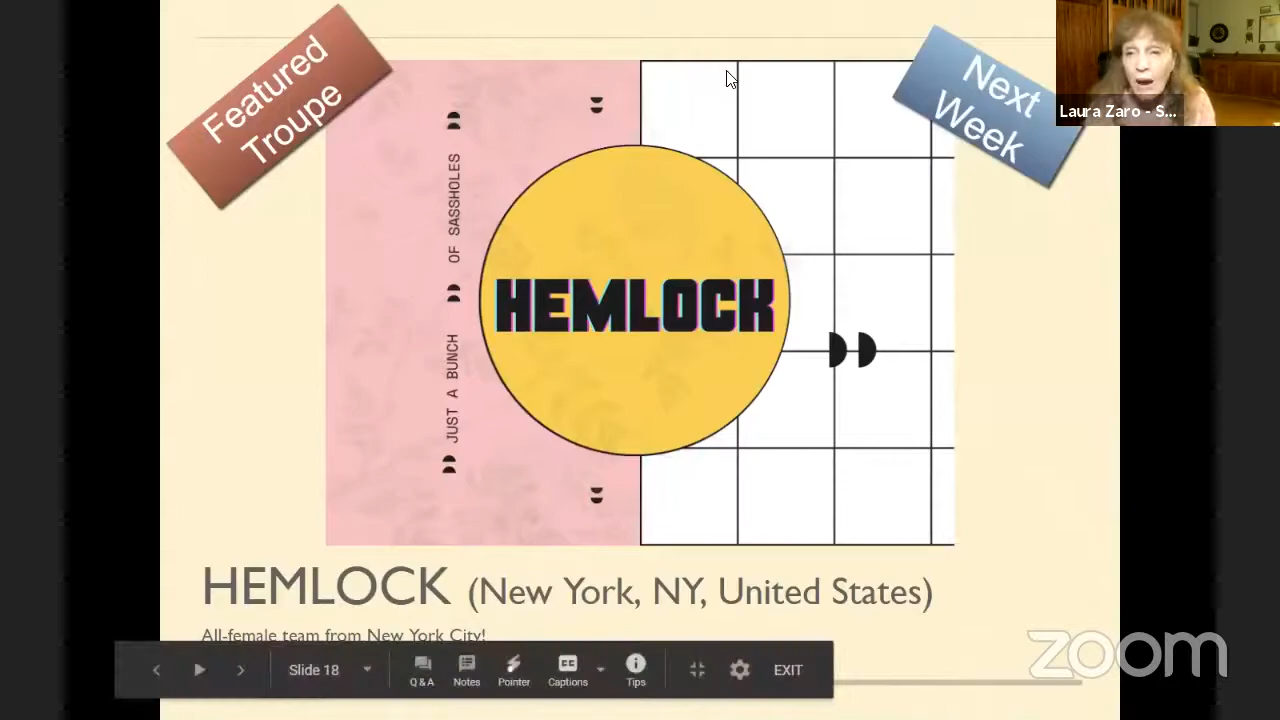 Featured
Troupe
Next
Week
Laura Zaro - S...
JUST A BUNCH OF SASSHOLES
HEMLOCK
HEMLOCK (New York, NY, United States)
All-female team from New York City!
Slide 18
Q & A
Notes
Pointer
CC
Captions
Tips
EXIT
zoom